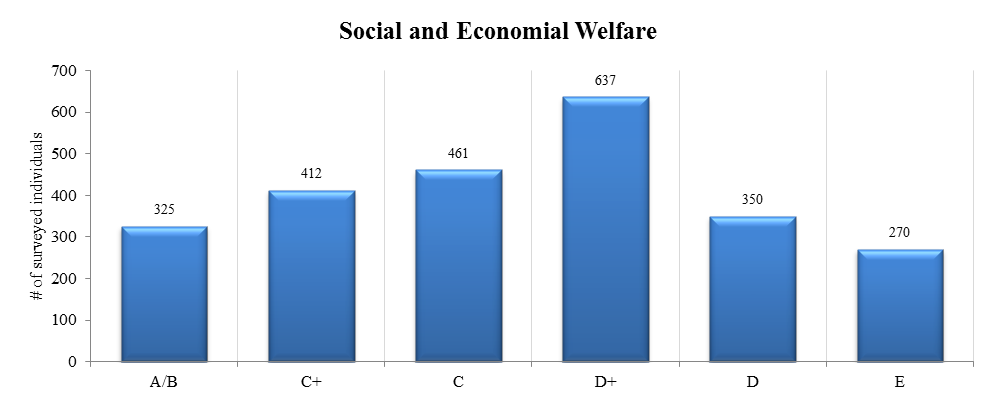 Social and Economial Welfare
# of surveyed individuals
700
600
500
400
300
200
100
0
325
412
461
637
350
270
A/B
C+
C
D+
D
E